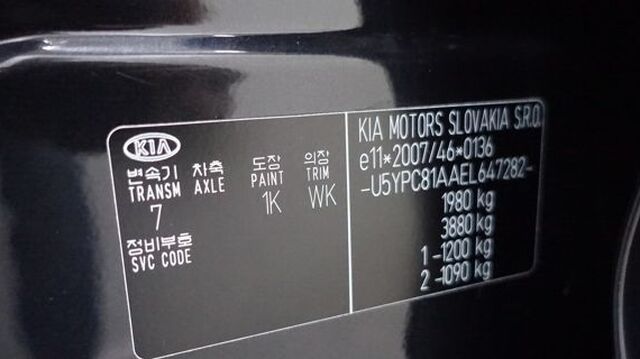 KIA
변속기 차축 도장 의장
TRANSM AXLE PAINT TRIM
7 1K WK
정비부호
SVC CODE
KIA MOTORS SLOVAKIA S.R.O.
e11*2007/46*0136
-U5YPC81AAEL647282-
1980 kg
3880 kg
1-1200 kg
2-1090 kg